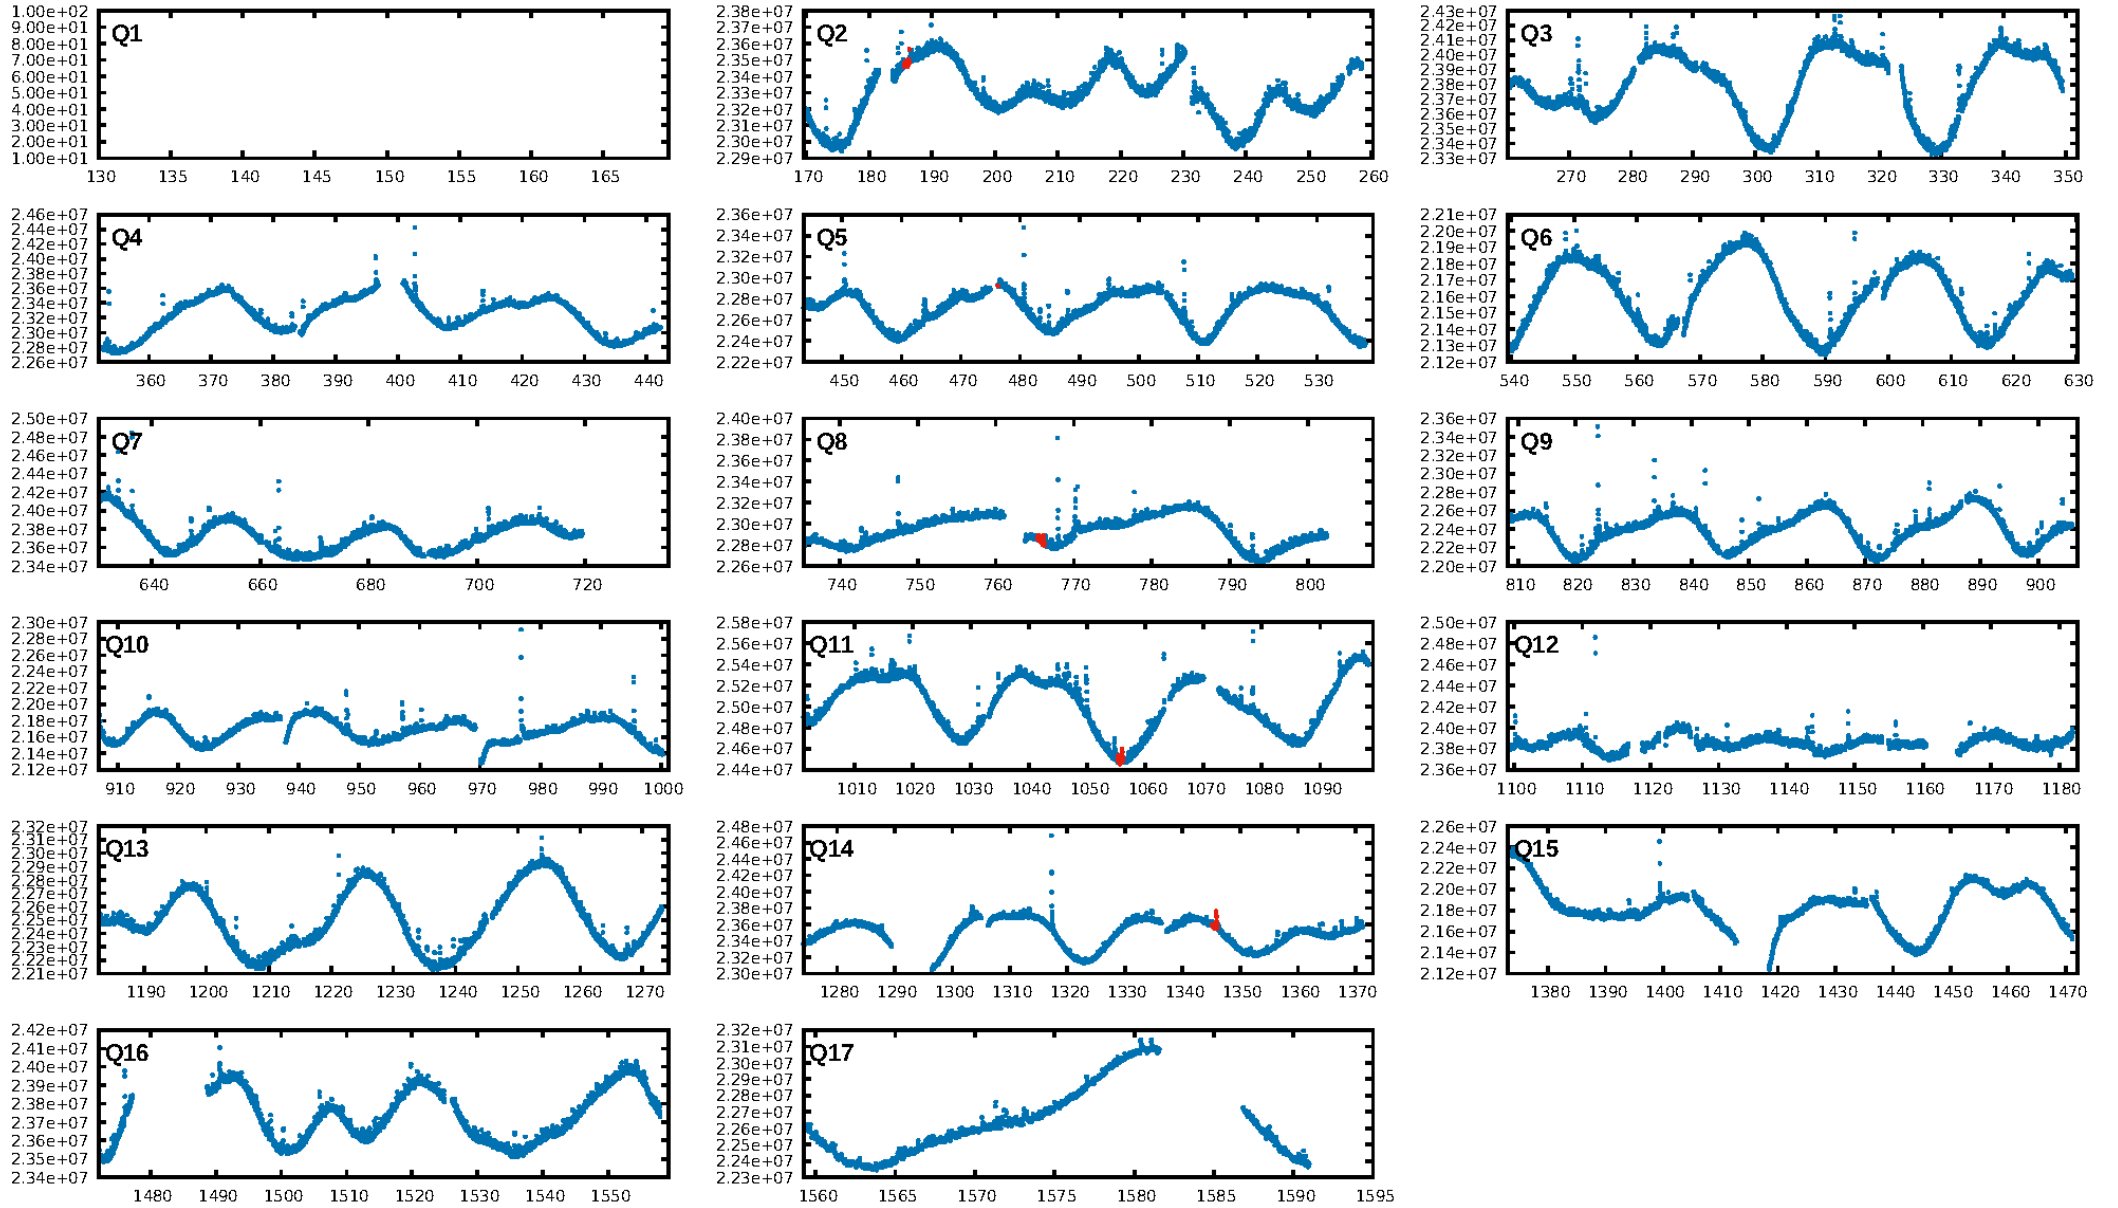 1.00e+02
9.00e+01
8.00e+01
7.00e+01
6.00e+01
5.00e+01
4.00e+01
3.00e+01
2.00e+01
1.00e+01
Q1
130 135 140 145 150 155 160 165
2.38e+07
2.37e+07
2.36e+07
2.35e+07
2.34e+07
2.33e+07
2.32e+07
2.31e+07
2.30e+07
2.29e+07
Q2
170 180 190 200 210 220 230 240 250 260
2.43e+07
2.42e+07
2.41e+07
2.40e+07
2.39e+07
2.38e+07
2.37e+07
2.36e+07
2.35e+07
2.34e+07
2.33e+07
Q3
270 280 290 300 310 320 330 340 350
2.46e+07
2.44e+07
2.42e+07
2.40e+07
2.38e+07
2.36e+07
2.34e+07
2.32e+07
2.30e+07
2.28e+07
2.26e+07
Q4
360 370 380 390 400 410 420 430 440
2.36e+07
2.34e+07
2.32e+07
2.30e+07
2.28e+07
2.26e+07
2.24e+07
2.22e+07
Q5
450 460 470 480 490 500 510 520 530
2.21e+07
2.20e+07
2.19e+07
2.18e+07
2.17e+07
2.16e+07
2.15e+07
2.14e+07
2.13e+07
2.12e+07
Q6
540 550 560 570 580 590 600 610 620 630
2.50e+07
2.48e+07
2.46e+07
2.44e+07
2.42e+07
2.40e+07
2.38e+07
2.36e+07
2.34e+07
Q7
640 660 680 700 720
2.40e+07
2.38e+07
2.36e+07
2.34e+07
2.32e+07
2.30e+07
2.28e+07
2.26e+07
Q8
740 750 760 770 780 790 800
2.36e+07
2.34e+07
2.32e+07
2.30e+07
2.28e+07
2.26e+07
2.24e+07
2.22e+07
2.20e+07
Q9
810 820 830 840 850 860 870 880 890 900
2.30e+07
2.28e+07
2.26e+07
2.24e+07
2.22e+07
2.20e+07
2.18e+07
2.16e+07
2.14e+07
2.12e+07
Q10
910 920 930 940 950 960 970 980 990 1000
2.58e+07
2.56e+07
2.54e+07
2.52e+07
2.50e+07
2.48e+07
2.46e+07
2.44e+07
Q11
1010 1020 1030 1040 1050 1060 1070 1080 1090
2.50e+07
2.48e+07
2.46e+07
2.44e+07
2.42e+07
2.40e+07
2.38e+07
2.36e+07
Q12
1100 1110 1120 1130 1140 1150 1160 1170 1180
2.32e+07
2.31e+07
2.30e+07
2.29e+07
2.28e+07
2.27e+07
2.26e+07
2.25e+07
2.24e+07
2.23e+07
2.22e+07
2.21e+07
Q13
1190 1200 1210 1220 1230 1240 1250 1260 1270
2.48e+07
2.46e+07
2.44e+07
2.42e+07
2.40e+07
2.38e+07
2.36e+07
2.34e+07
2.32e+07
2.30e+07
Q14
1280 1290 1300 1310 1320 1330 1340 1350 1360 1370
2.26e+07
2.24e+07
2.22e+07
2.20e+07
2.18e+07
2.16e+07
2.14e+07
2.12e+07
Q15
1380 1390 1400 1410 1420 1430 1440 1450 1460 1470
2.42e+07
2.41e+07
2.40e+07
2.39e+07
2.38e+07
2.37e+07
2.36e+07
2.35e+07
2.34e+07
Q16
1480 1490 1500 1510 1520 1530 1540 1550
2.32e+07
2.31e+07
2.30e+07
2.29e+07
2.28e+07
2.27e+07
2.26e+07
2.25e+07
2.24e+07
2.23e+07
Q17
1560 1565 1570 1575 1580 1585 1590 1595